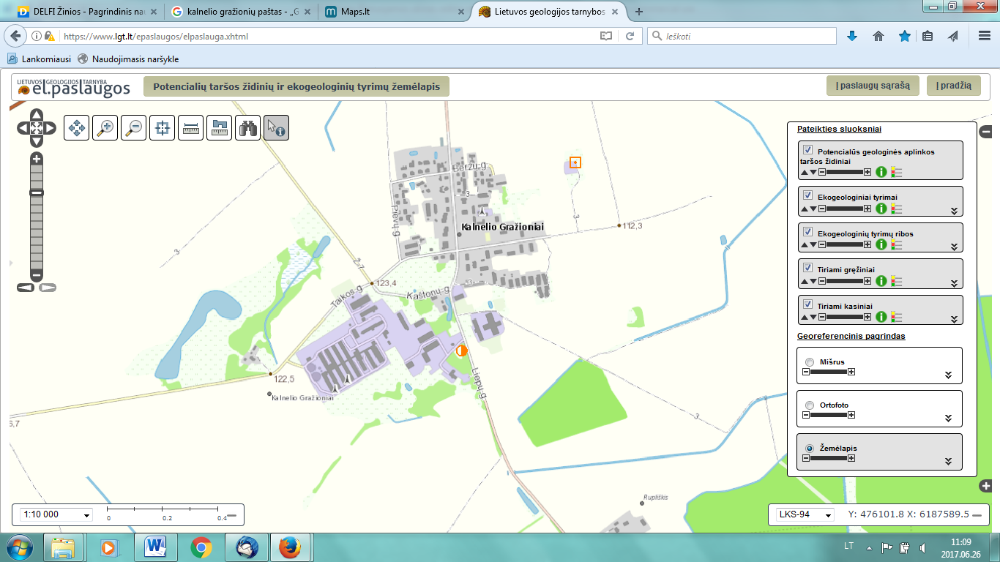 DELFI Žinios - Pagrindinis na
kalnelio gražionių paštas - „G
Maps.lt
Lietuvos geologijos tarnybos
https://www.lgt.lt/epaslaugos/elpaslauga.xhtml
Ieškoti
Lankomiausi
Naudojimasis naršykle
LIETUVOS GEOLOGIJOS TARNYBA
el.paslaugos
Potencialių taršos židinių ir ekogeologinių tyrimų žemėlapis
Į paslaugų sąrašą
Į pradžią
Pateikties sluoksniai
Potencialūs geologinės aplinkos
taršos židiniai
Ekogeologiniai tyrimai
Ekogeologinių tyrimų ribos
Tiriami gręžiniai
Tiriami kasiniai
Georeferencinis pagrindas
Mišrus
Ortofoto
Žemėlapis
Beržų g
3
Pievų g
Kalnelio Gražioniai
3
112,3
3
Ž-7
123,4
3
Talkos g
Kaštonų g
122,5
Kalnelio Gražioniai
Liepų g
3
6,7
Rupliškis
1:10 000
0
0.2
0.4
LKS-94
Y: 476101.8 X: 6187589.5
LT
11:09
2017.06.26